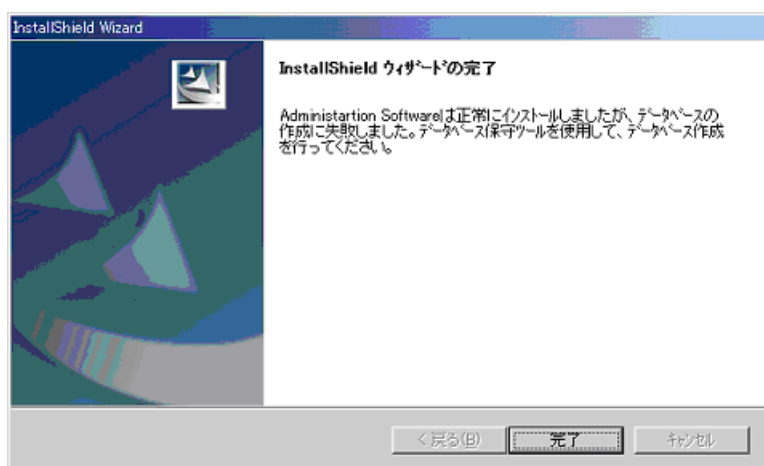 InstallShield Wizard
InstallShield ウィザードの完了
Administartion Softwareは正常にインストールしましたが、データベースの
作成に失敗しました。データベース保守ツールを使用して、データベース作成
を行ってください。
< 戻る(B)
完了
キャンセル